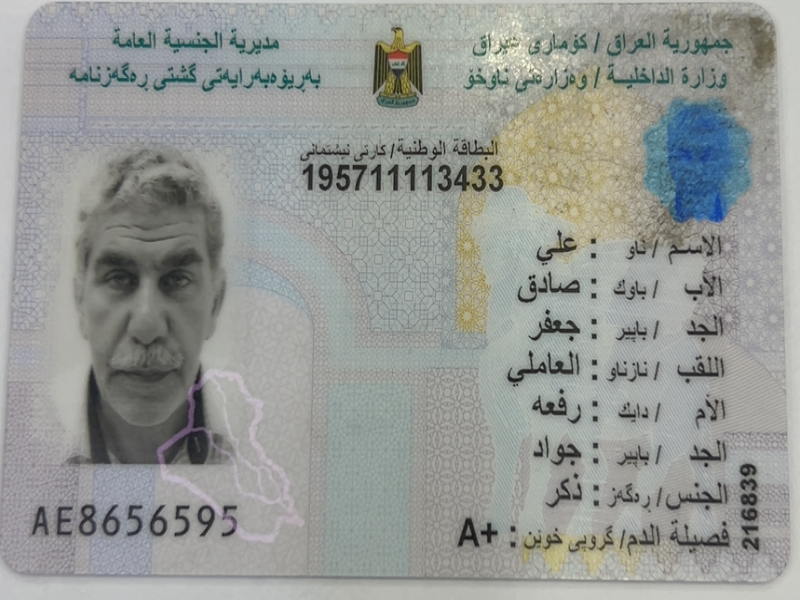 جمهورية العراق / كۆماری عێراق
وزارة الداخلية / وەزارەتی ناوخۆ
مديرية الجنسية العامة
بەڕێوەبەرایەتی گشتی ڕەگەزنامە
البطاقة الوطنية / كارتی نیشتمانی
195711113433
الاسم / ناو : علي
الأب / باوك : صادق
الجد / باپیر : جعفر
اللقب / نازناو : العاملي
الأم / دایك : رفعه
الجد / باپیر : جواد
الجنس / ڕەگەز : ذكر
فصيلة الدم / گروپی خوێن : A+
216839
AE8656595